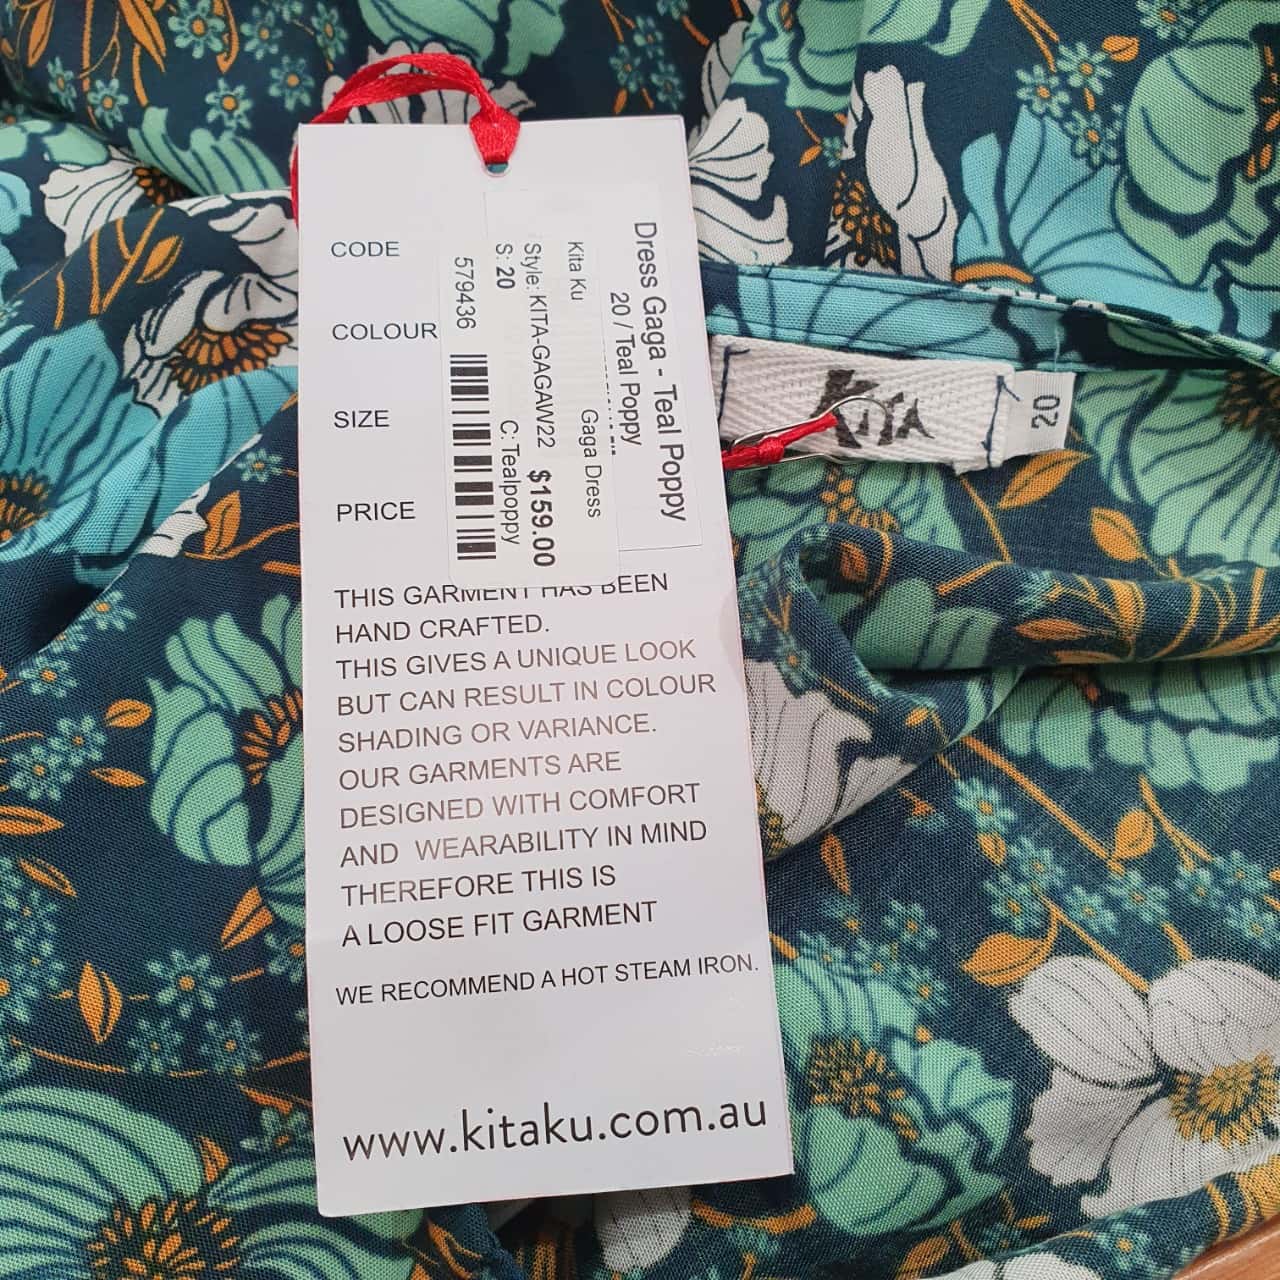 CODE
COLOUR
SIZE
PRICE
Dress Gaga - Teal Poppy
20 / Teal Poppy
Kita Ku
Gaga Dress
Style: KITA-GAGAW22
$159.00
S: 20
C: Tealpoppy
579436
THIS GARMENT HAS BEEN
HAND CRAFTED.
THIS GIVES A UNIQUE LOOK
BUT CAN RESULT IN COLOUR
SHADING OR VARIANCE.
OUR GARMENTS ARE
DESIGNED WITH COMFORT
AND WEARABILITY IN MIND
THEREFORE THIS IS
A LOOSE FIT GARMENT
WE RECOMMEND A HOT STEAM IRON.
www.kitaku.com.au
KITA
20